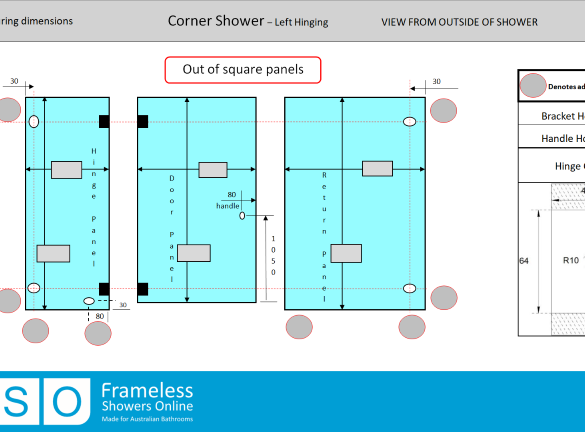 ring dimensions
Corner Shower – Left Hinging
VIEW FROM OUTSIDE OF SHOWER
Out of square panels
30
30
Denotes ad
Bracket H
Handle Ho
Hinge
Hinge Panel
Door Panel
Return Panel
80
handle
1050
4
64
R10
30
80
SO
Frameless
Showers Online
Made for Australian Bathrooms